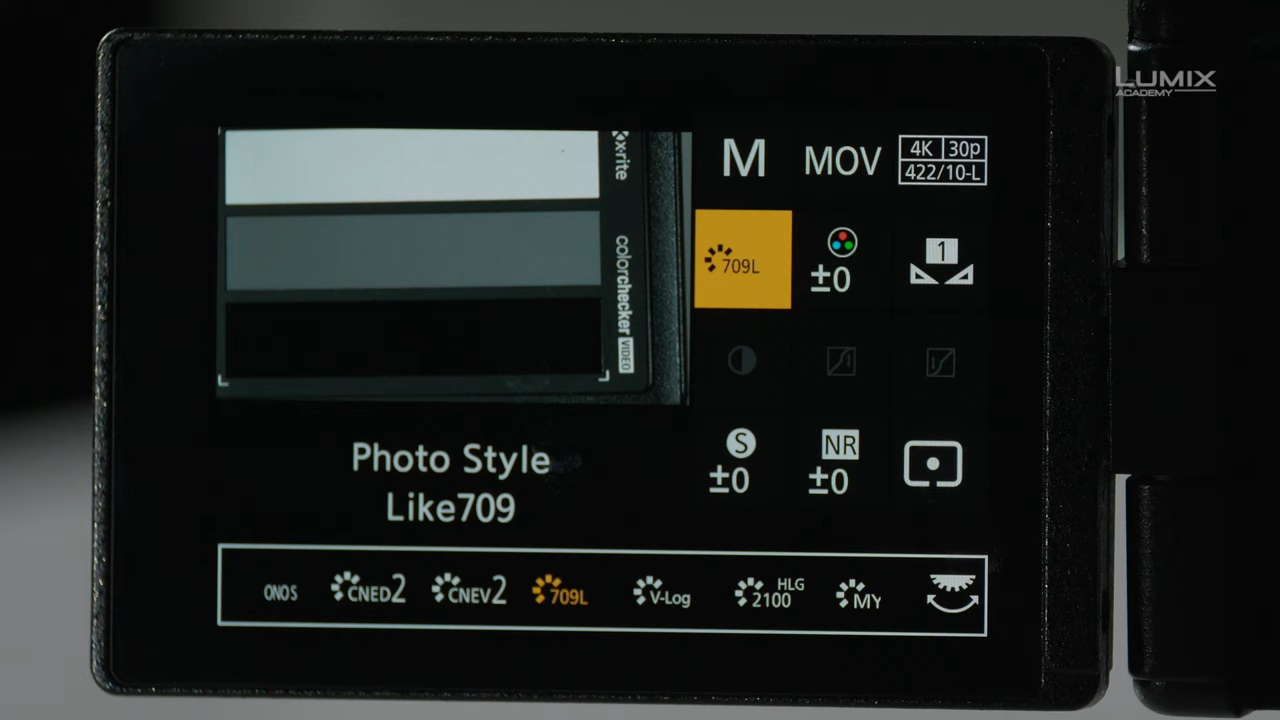 LUMIX
ACADEMY
x-rite
colorchecker VIDEO
M
MOV
4K 30p
422/10-L
709L
±0
1
S
±0
NR
±0
Photo Style
Like709
CNED2
CNEV2
709L
V-Log
HLG
2100
MY